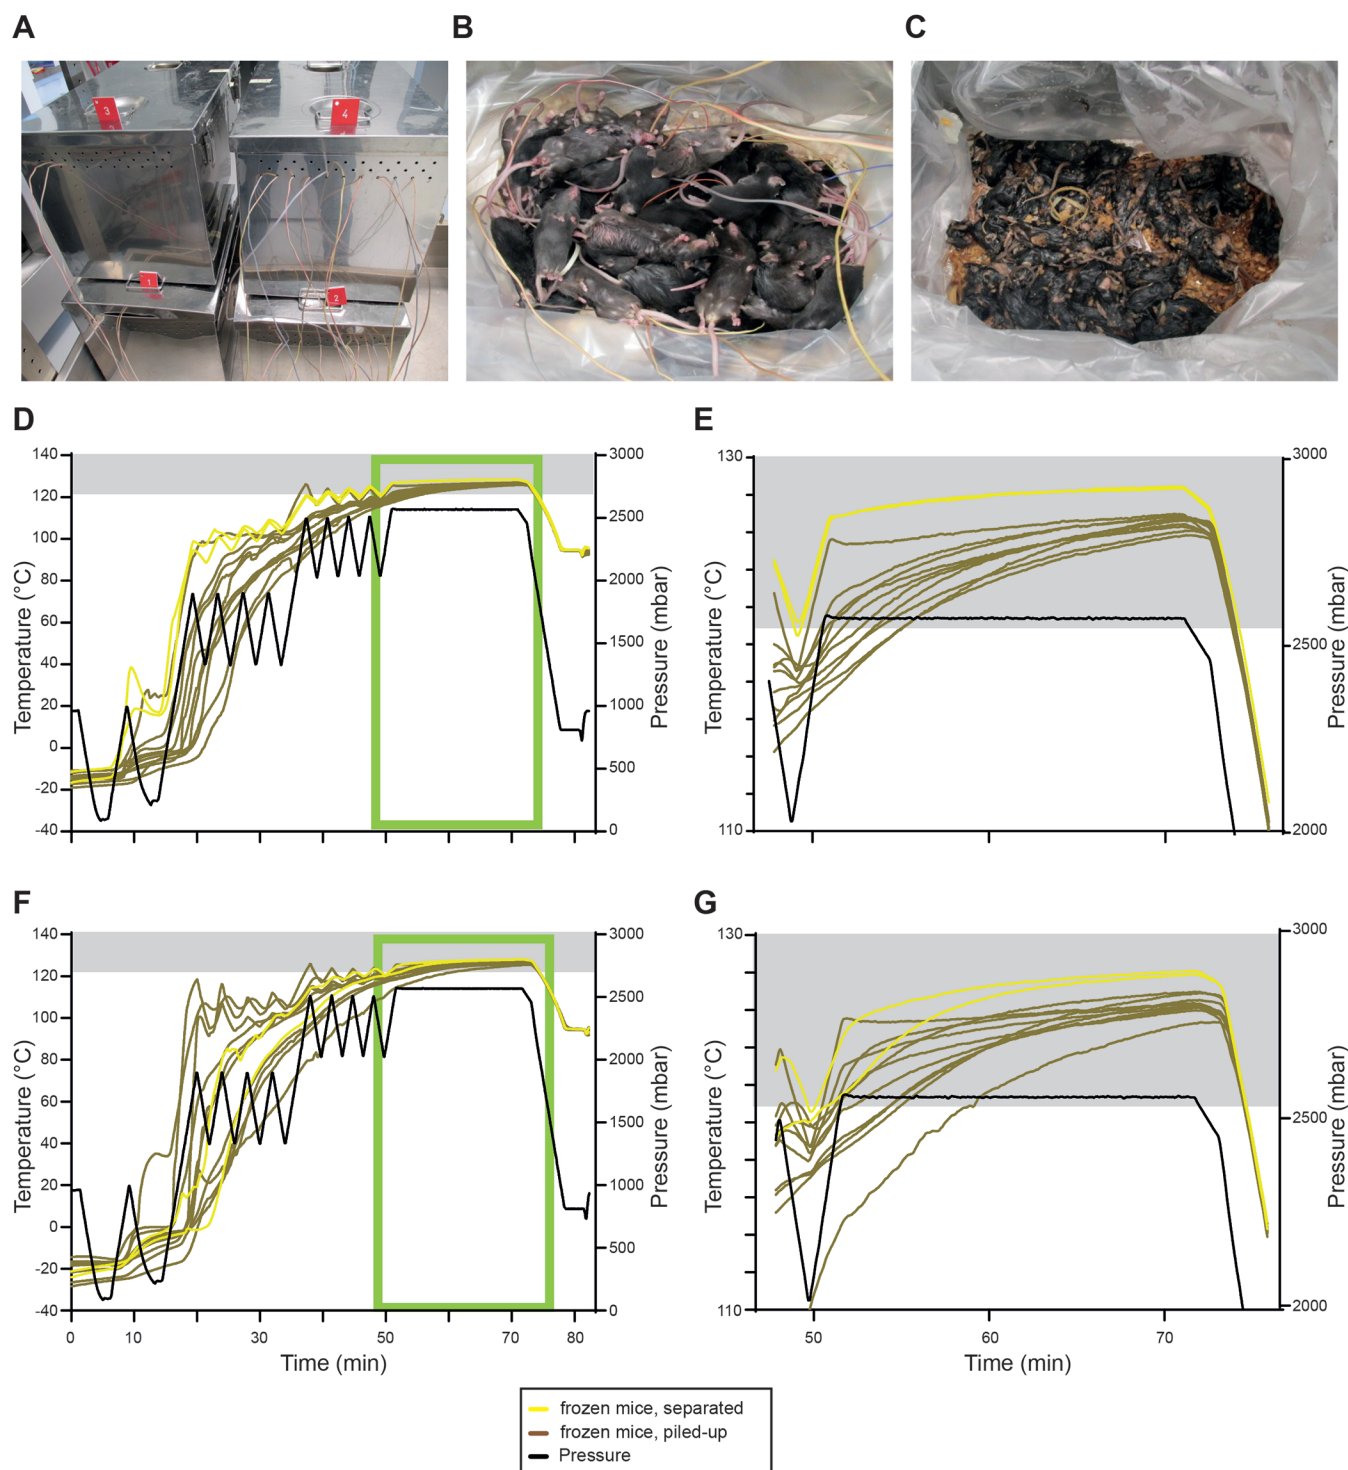 A
B
C
3
4
1
2
D
E
140
120
100
80
60
40
20
0
-20
-40
Temperature (°C)
3000
2500
2000
1500
1000
500
0
Pressure (mbar)
130
110
Temperature (°C)
3000
2500
2000
Pressure (mbar)
F
G
140
120
100
80
60
40
20
0
-20
-40
Temperature (°C)
3000
2500
2000
1500
1000
500
0
Pressure (mbar)
0 10 30 50 70 80
Time (min)
130
110
Temperature (°C)
3000
2500
2000
Pressure (mbar)
50 60 70
Time (min)
frozen mice, separated
frozen mice, piled-up
Pressure